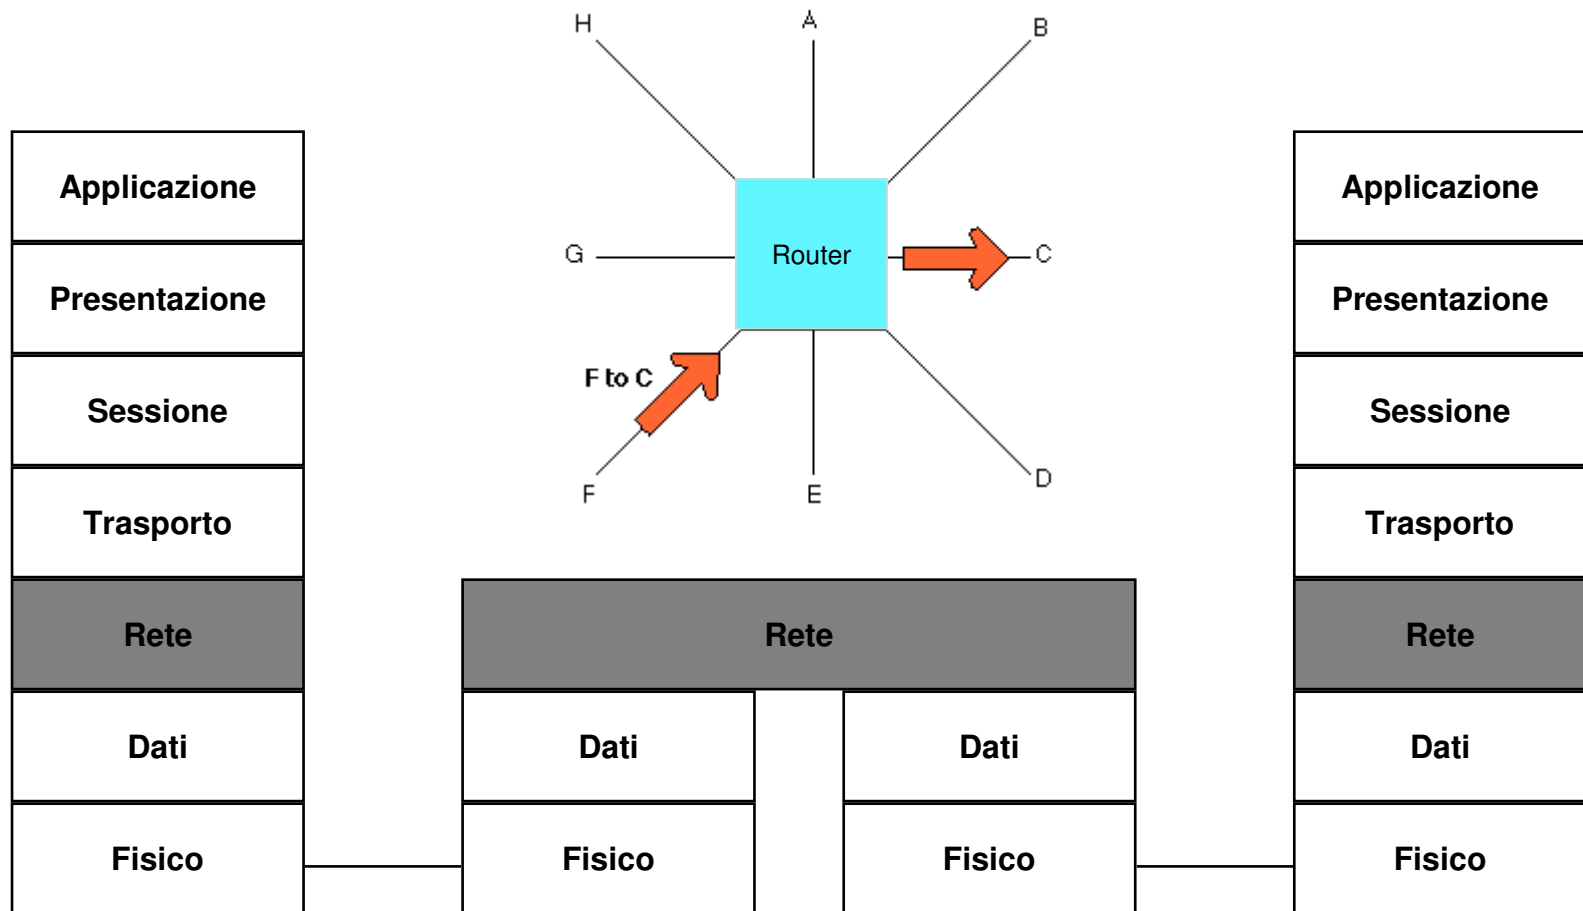 H
A
B
G
Router
C
F to C
F
E
D
Applicazione
Presentazione
Sessione
Trasporto
Rete
Dati
Fisico
Rete
Dati
Dati
Fisico
Fisico
Applicazione
Presentazione
Sessione
Trasporto
Rete
Dati
Fisico